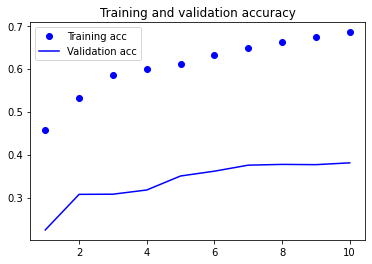 Training and validation accuracy
Training acc
Validation acc
0.7
0.6
0.5
0.4
0.3
2 4 6 8 10